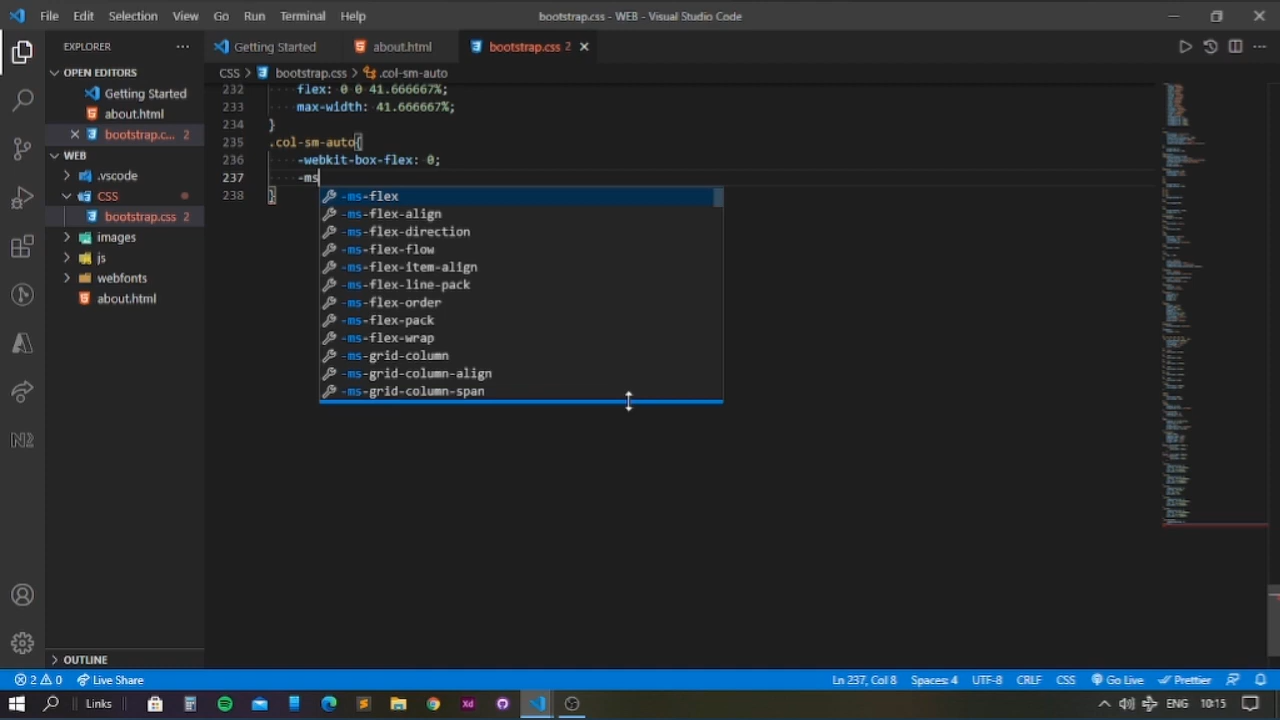 File Edit Selection View Go Run Terminal Help
bootstrap.css - WEB - Visual Studio Code
EXPLORER
OPEN EDITORS
Getting Started
about.html
bootstrap.c... 2
WEB
.vscode
CSS
bootstrap.css 2
images
js
webfonts
about.html
OUTLINE
Getting Started
about.html
bootstrap.css 2
CSS > bootstrap.css > .col-sm-auto
232 flex: 0 0 41.666667%;
233 max-width: 41.666667%;
234 }
235 .col-sm-auto{
236 -webkit-box-flex: 0;
237 -ms
238 }
-ms-flex
-ms-flex-align
-ms-flex-direction
-ms-flex-flow
-ms-flex-item-align
-ms-flex-line-pack
-ms-flex-order
-ms-flex-pack
-ms-flex-wrap
-ms-grid-column
-ms-grid-column-align
-ms-grid-column-span
2 0 Live Share
Ln 237, Col 8 Spaces: 4 UTF-8 CRLF CSS Go Live Prettier
Links
ENG 10:15